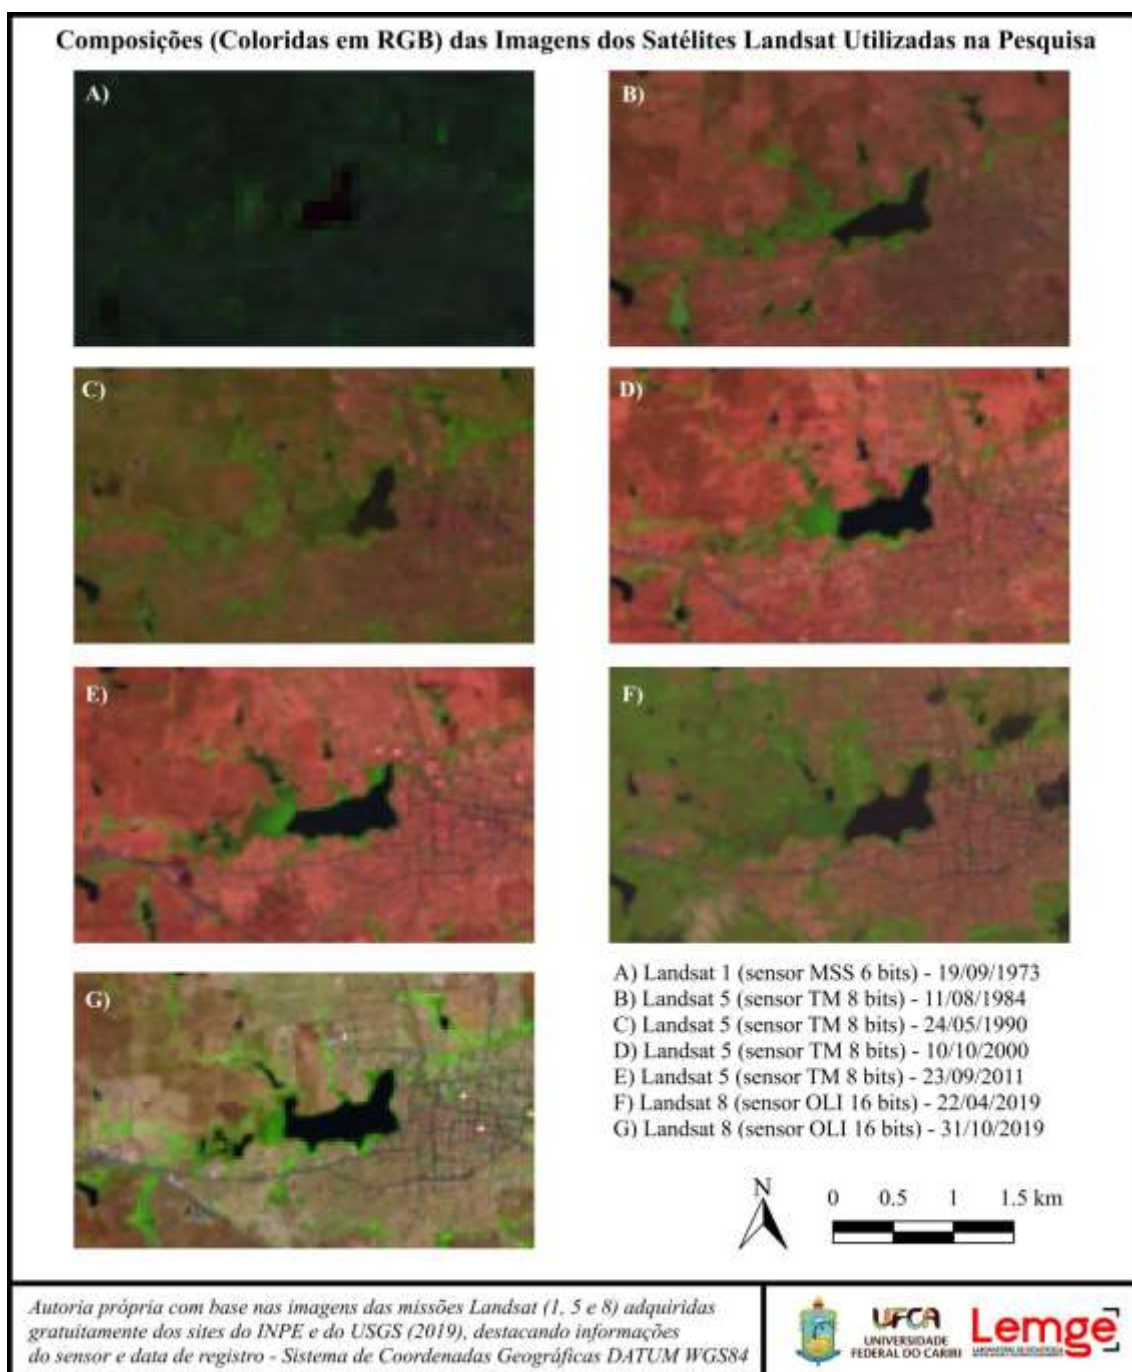 Composições (Coloridas em RGB) das Imagens dos Satélites Landsat Utilizadas na Pesquisa
A)
B)
C)
D)
E)
F)
G)
A) Landsat 1 (sensor MSS 6 bits) - 19/09/1973
B) Landsat 5 (sensor TM 8 bits) - 11/08/1984
C) Landsat 5 (sensor TM 8 bits) - 24/05/1990
D) Landsat 5 (sensor TM 8 bits) - 10/10/2000
E) Landsat 5 (sensor TM 8 bits) - 23/09/2011
F) Landsat 8 (sensor OLI 16 bits) - 22/04/2019
G) Landsat 8 (sensor OLI 16 bits) - 31/10/2019
N
0 0.5 1 1.5 km
Autoria própria com base nas imagens das missões Landsat (1, 5 e 8) adquiridas
gratuitamente dos sites do INPE e do USGS (2019), destacando informações
do sensor e data de registro - Sistema de Coordenadas Geográficas DATUM WGS84
UFCA
UNIVERSIDADE
FEDERAL DO CARIRI
Lemge